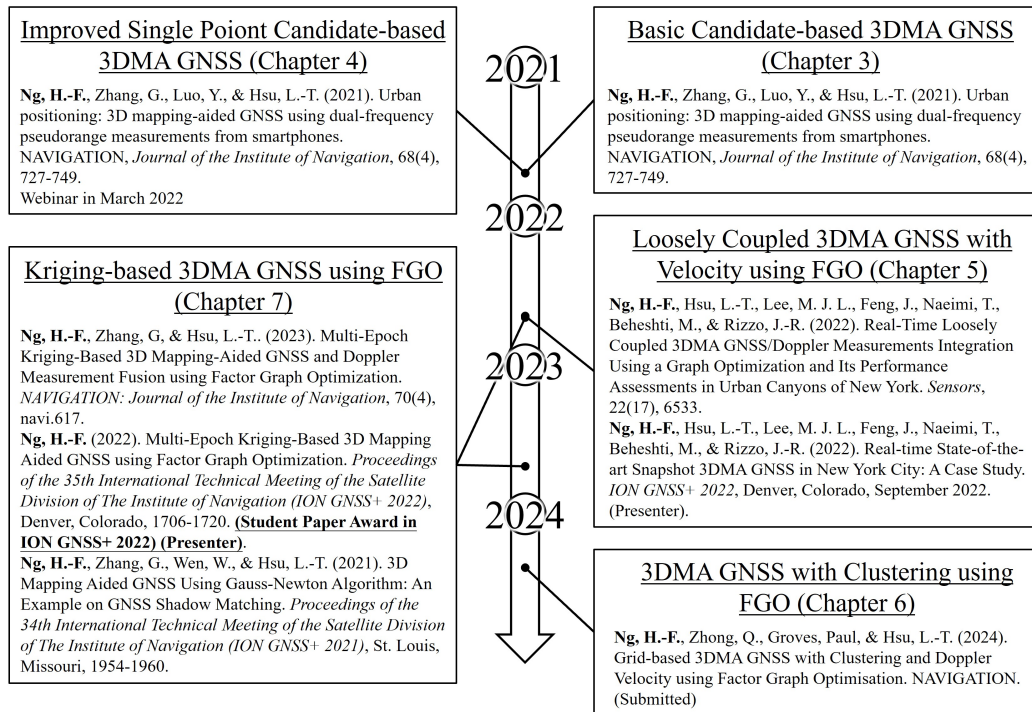 Improved Single Poiont Candidate-based
3DMA GNSS (Chapter 4)
Ng, H.-F., Zhang, G., Luo, Y., & Hsu, L.-T. (2021). Urban
positioning: 3D mapping-aided GNSS using dual-frequency
pseudorange measurements from smartphones.
NAVIGATION, Journal of the Institute of Navigation, 68(4),
727-749.
Webinar in March 2022
Kriging-based 3DMA GNSS using FGO
(Chapter 7)
Ng, H.-F., Zhang, G, & Hsu, L.-T.. (2023). Multi-Epoch
Kriging-Based 3D Mapping-Aided GNSS and Doppler
Measurement Fusion using Factor Graph Optimization.
NAVIGATION: Journal of the Institute of Navigation, 70(4),
navi.617.
Ng, H.-F. (2022). Multi-Epoch Kriging-Based 3D Mapping
Aided GNSS using Factor Graph Optimization. Proceedings
of the 35th International Technical Meeting of the Satellite
Division of The Institute of Navigation (ION GNSS+ 2022),
Denver, Colorado, 1706-1720. (Student Paper Award in
ION GNSS+ 2022) (Presenter).
Ng, H.-F., Zhang, G., Wen, W., & Hsu, L.-T. (2021). 3D
Mapping Aided GNSS Using Gauss-Newton Algorithm: An
Example on GNSS Shadow Matching. Proceedings of the
34th International Technical Meeting of the Satellite Division
of The Institute of Navigation (ION GNSS+ 2021), St. Louis,
Missouri, 1954-1960.
2021
2022
2023
2024
Basic Candidate-based 3DMA GNSS
(Chapter 3)
Ng, H.-F., Zhang, G., Luo, Y., & Hsu, L.-T. (2021). Urban
positioning: 3D mapping-aided GNSS using dual-frequency
pseudorange measurements from smartphones.
NAVIGATION, Journal of the Institute of Navigation, 68(4),
727-749.
Loosely Coupled 3DMA GNSS with
Velocity using FGO (Chapter 5)
Ng, H.-F., Hsu, L.-T., Lee, M. J. L., Feng, J., Naeimi, T.,
Beheshti, M., & Rizzo, J.-R. (2022). Real-Time Loosely
Coupled 3DMA GNSS/Doppler Measurements Integration
Using a Graph Optimization and Its Performance
Assessments in Urban Canyons of New York. Sensors,
22(17), 6533.
Ng, H.-F., Hsu, L.-T., Lee, M. J. L., Feng, J., Naeimi, T.,
Beheshti, M., & Rizzo, J.-R. (2022). Real-time State-of-the-
art Snapshot 3DMA GNSS in New York City: A Case Study.
ION GNSS+ 2022, Denver, Colorado, September 2022.
(Presenter).
3DMA GNSS with Clustering using
FGO (Chapter 6)
Ng, H.-F., Zhong, Q., Groves, Paul, & Hsu, L.-T. (2024).
Grid-based 3DMA GNSS with Clustering and Doppler
Velocity using Factor Graph Optimisation. NAVIGATION.
(Submitted)